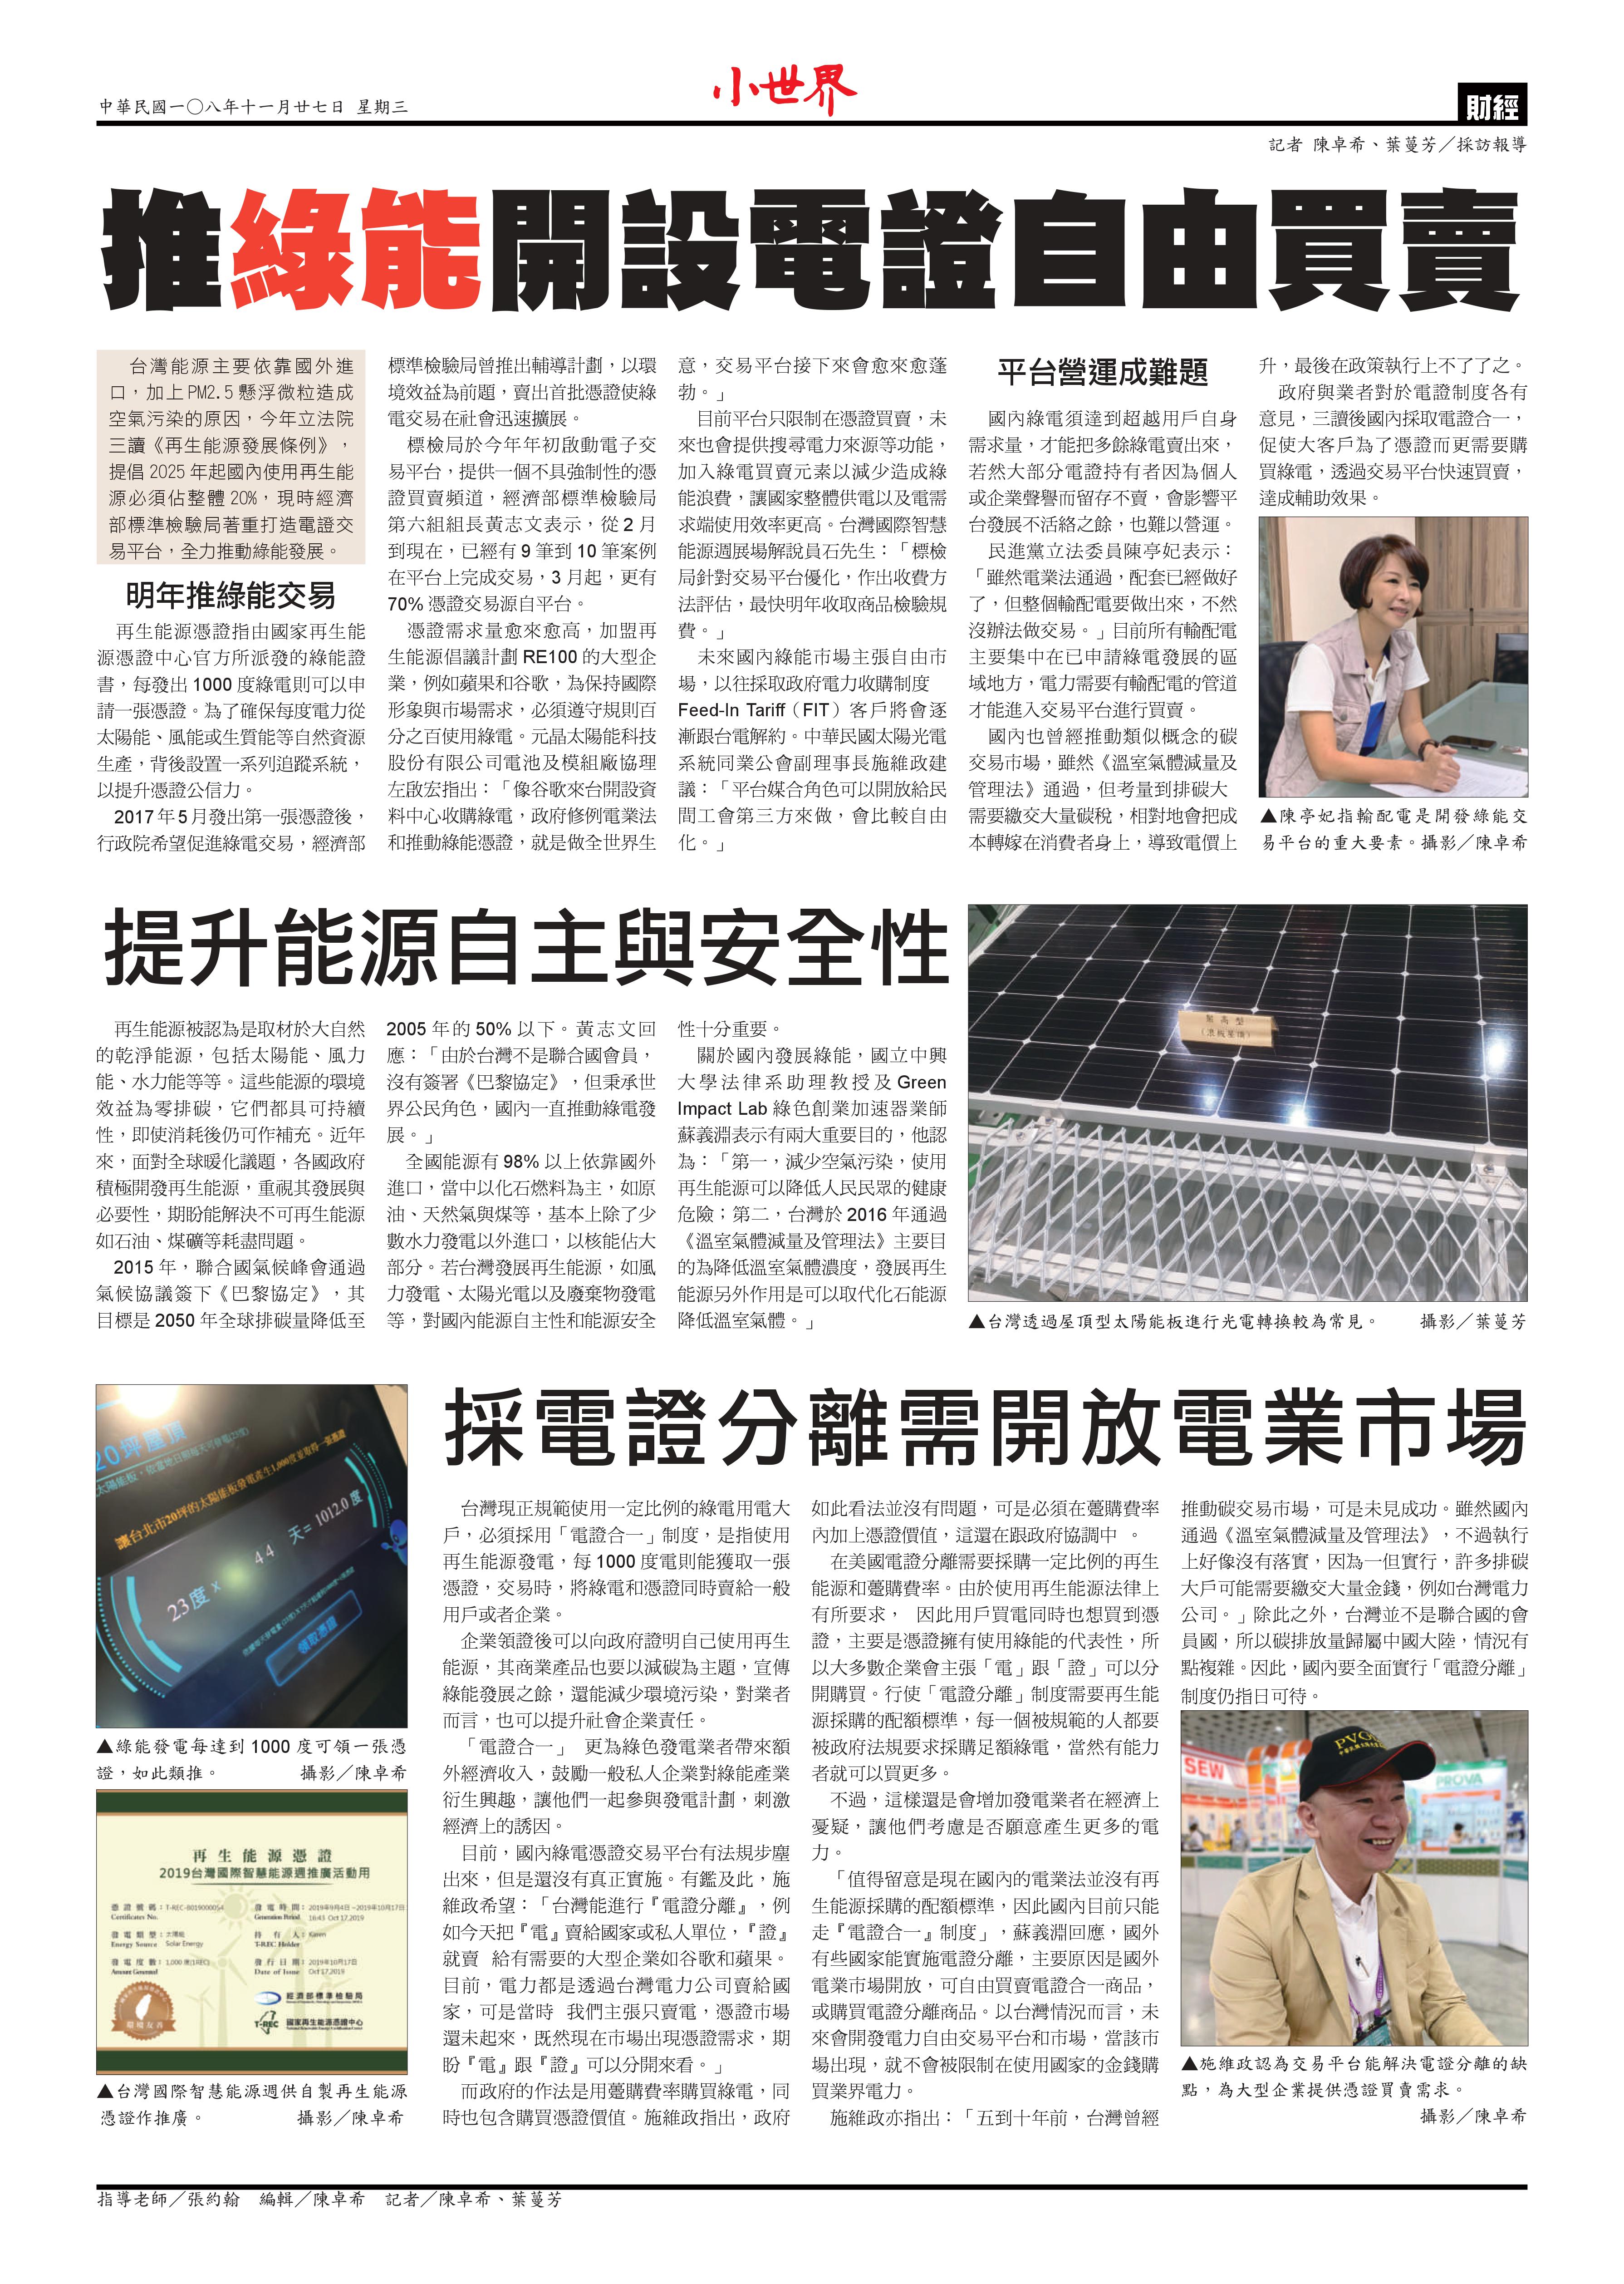 小世界
中華民國一〇八年十一月廿七日 星期三
財經
記者 陳卓希、葉蔓芳／採訪報導
推綠能開設電證自由買賣
台灣能源主要依靠國外進
口，加上PM2.5懸浮微粒造成
空氣污染的原因，今年立法院
三讀《再生能源發展條例》，
提倡 2025 年起國內使用再生能
源必須佔整體 20%，現時經濟
部標準檢驗局著重打造電證交
易平台，全力推動綠能發展。
明年推綠能交易
再生能源憑證指由國家再生能
源憑證中心官方所派發的綠能證
書，每發出 1000 度綠電則可以申
請一張憑證。為了確保每度電力從
太陽能、風能或生質能等自然資源
生產，背後設置一系列追蹤系統，
以提升憑證公信力。
2017 年 5 月發出第一張憑證後，
行政院希望促進綠電交易，經濟部
標準檢驗局曾推出輔導計劃，以環
境效益為前題，賣出首批憑證使綠
電交易在社會迅速擴展。
標檢局於今年年初啟動電子交
易平台，提供一個不具強制性的憑
證買賣頻道，經濟部標準檢驗局
第六組組長黃志文表示，從 2 月
到現在，已經有 9 筆到 10 筆案例
在平台上完成交易，3 月起，更有
70% 憑證交易源自平台。
憑證需求量愈來愈高，加盟再
生能源倡議計劃 RE100 的大型企
業，例如蘋果和谷歌，為保持國際
形象與市場需求，必須遵守規則百
分之百使用綠電。元晶太陽能科技
股份有限公司電池及模組廠協理
左啟宏指出：「像谷歌來台開設資
料中心收購綠電，政府修例電業法
和推動綠能憑證，就是做全世界生
意，交易平台接下來會愈來愈蓬
勃。」
目前平台只限制在憑證買賣，未
來也會提供搜尋電力來源等功能，
加入綠電買賣元素以減少造成綠
能浪費，讓國家整體供電以及電需
求端使用效率更高。台灣國際智慧
能源週展場解說員石先生：「標檢
局針對交易平台優化，作出收費方
法評估，最快明年收取商品檢驗規
費。」
未來國內綠能市場主張自由市
場，以往採取政府電力收購制度
Feed-In Tariff（FIT）客戶將會逐
漸跟台電解約。中華民國太陽光電
系統同業公會副理事長施維政建
議：「平台媒合角色可以開放給民
間工會第三方來做，會比較自由
化。」
平台營運成難題
國內綠電須達到超越用戶自身
需求量，才能把多餘綠電賣出來，
若然大部分電證持有者因為個人
或企業聲譽而留存不賣，會影響平
台發展不活絡之餘，也難以營運。
民進黨立法委員陳亭妃表示：
「雖然電業法通過，配套已經做好
了，但整個輸配電要做出來，不然
沒辦法做交易。」目前所有輸配電
主要集中在已申請綠電發展的區
域地方，電力需要有輸配電的管道
才能進入交易平台進行買賣。
國內也曾經推動類似概念的碳
交易市場，雖然《溫室氣體減量及
管理法》通過，但考量到排碳大
需要繳交大量碳稅，相對地會把成
本轉嫁在消費者身上，導致電價上
升，最後在政策執行上不了了之。
政府與業者對於電證制度各有
意見，三讀後國內採取電證合一，
促使大客戶為了憑證而更需要購
買綠電，透過交易平台快速買賣，
達成輔助效果。
▲陳亭妃指輸配電是開發綠能交
易平台的重大要素。攝影／陳卓希
提升能源自主與安全性
再生能源被認為是取材於大自然
的乾淨能源，包括太陽能、風力
能、水力能等等。這些能源的環境
效益為零排碳，它們都具可持續
性，即使消耗後仍可作補充。近年
來，面對全球暖化議題，各國政府
積極開發再生能源，重視其發展與
必要性，期盼能解決不可再生能源
如石油、煤礦等耗盡問題。
2015 年，聯合國氣候峰會通過
氣候協議簽下《巴黎協定》，其
目標是 2050 年全球排碳量降低至
2005 年的 50% 以下。黃志文回
應：「由於台灣不是聯合國會員，
沒有簽署《巴黎協定》，但秉承世
界公民角色，國內一直推動綠電發
展。」
全國能源有 98% 以上依靠國外
進口，當中以化石燃料為主，如原
油、天然氣與煤等，基本上除了少
數水力發電以外進口，以核能佔大
部分。若台灣發展再生能源，如風
力發電、太陽光電以及廢棄物發電
等，對國內能源自主性和能源安全
性十分重要。
關於國內發展綠能，國立中興
大學法律系助理教授及 Green
Impact Lab 綠色創業加速器業師
蘇義淵表示有兩大重要目的，他認
為：「第一，減少空氣污染，使用
再生能源可以降低人民民眾的健康
危險；第二，台灣於 2016 年通過
《溫室氣體減量及管理法》主要目
的為降低溫室氣體濃度，發展再生
能源另外作用是可以取代化石能源
降低溫室氣體。」
聚高型
（浪板屋頂）
▲台灣透過屋頂型太陽能板進行光電轉換較為常見。 攝影／葉蔓芳
20坪屋頂
讓台北市20坪的太陽能板發電產生1,000度並取得一張憑證
23度 x 44 天= 1012.0 度
領取憑證
▲綠能發電每達到 1000 度可領一張憑
證，如此類推。 攝影／陳卓希
再生能源憑證
2019台灣國際智慧能源週推廣活動用
憑證號碼：T-REC-B019000054
Certificates No.
發電時間：2019年9月4日~2019年10月17日
Generation Period 16:43 Oct 17,2019
發電類型：太陽能
Energy Source Solar Energy
持有人：Karen
T-REC Holder
發電度數：1,000 度(1REC)
Amount Generated
發行日期：2019年10月17日
Date of Issue Oct 17,2019
環境友善
經濟部標準檢驗局
T-REC 國家再生能源憑證中心
▲台灣國際智慧能源週供自製再生能源
憑證作推廣。 攝影／陳卓希
採電證分離需開放電業市場
台灣現正規範使用一定比例的綠電用電大
戶，必須採用「電證合一」制度，是指使用
再生能源發電，每 1000 度電則能獲取一張
憑證，交易時，將綠電和憑證同時賣給一般
用戶或者企業。
企業領證後可以向政府證明自己使用再生
能源，其商業產品也要以減碳為主題，宣傳
綠能發展之餘，還能減少環境污染，對業者
而言，也可以提升社會企業責任。
「電證合一」 更為綠色發電業者帶來額
外經濟收入，鼓勵一般私人企業對綠能產業
衍生興趣，讓他們一起參與發電計劃，刺激
經濟上的誘因。
目前，國內綠電憑證交易平台有法規步塵
出來，但是還沒有真正實施。有鑑及此，施
維政希望：「台灣能進行『電證分離』，例
如今天把『電』賣給國家或私人單位，『證』
就賣 給有需要的大型企業如谷歌和蘋果。
目前，電力都是透過台灣電力公司賣給國
家，可是當時 我們主張只賣電，憑證市場
還未起來，既然現在市場出現憑證需求，期
盼『電』跟『證』可以分開來看。」
而政府的作法是用躉購費率購買綠電，同
時也包含購買憑證價值。施維政指出，政府
如此看法並沒有問題，可是必須在躉購費率
內加上憑證價值，這還在跟政府協調中 。
在美國電證分離需要採購一定比例的再生
能源和躉購費率。由於使用再生能源法律上
有所要求， 因此用戶買電同時也想買到憑
證，主要是憑證擁有使用綠能的代表性，所
以大多數企業會主張「電」跟「證」可以分
開購買。行使「電證分離」制度需要再生能
源採購的配額標準，每一個被規範的人都要
被政府法規要求採購足額綠電，當然有能力
者就可以買更多。
不過，這樣還是會增加發電業者在經濟上
憂疑，讓他們考慮是否願意產生更多的電
力。
「值得留意是現在國內的電業法並沒有再
生能源採購的配額標準，因此國內目前只能
走『電證合一』制度」，蘇義淵回應，國外
有些國家能實施電證分離，主要原因是國外
電業市場開放，可自由買賣電證合一商品，
或購買電證分離商品。以台灣情況而言，未
來會開發電力自由交易平台和市場，當該市
場出現，就不會被限制在使用國家的金錢購
買業界電力。
施維政亦指出：「五到十年前，台灣曾經
推動碳交易市場，可是未見成功。雖然國內
通過《溫室氣體減量及管理法》，不過執行
上好像沒有落實，因為一但實行，許多排碳
大戶可能需要繳交大量金錢，例如台灣電力
公司。」除此之外，台灣並不是聯合國的會
員國，所以碳排放量歸屬中國大陸，情況有
點複雜。因此，國內要全面實行「電證分離」
制度仍指日可待。
SEW
PROVA
▲施維政認為交易平台能解決電證分離的缺
點，為大型企業提供憑證買賣需求。
攝影／陳卓希
指導老師／張約翰 編輯／陳卓希 記者／陳卓希、葉蔓芳